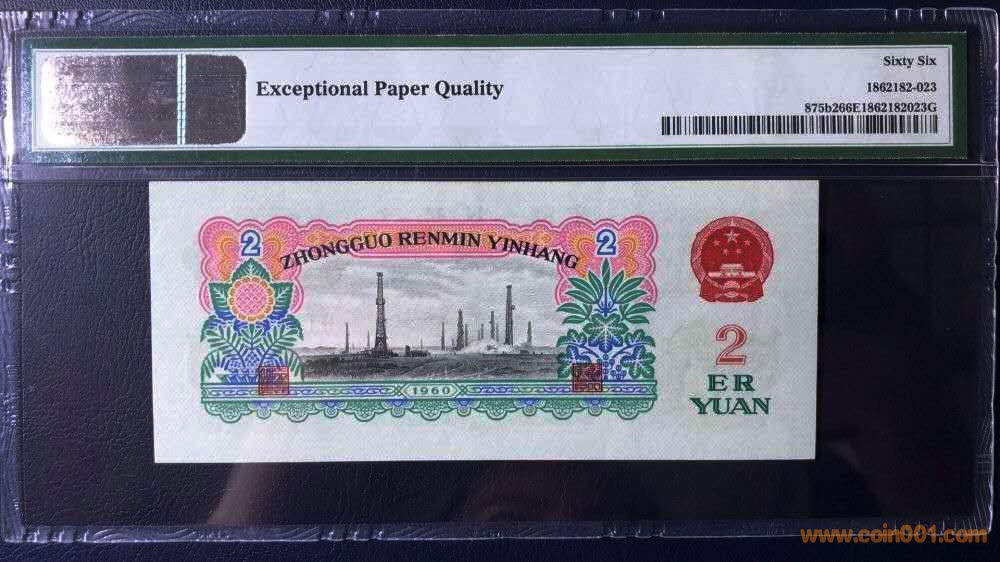 Sixty Six
Exceptional Paper Quality
1862182-023
875b266E1862182023G
2
ZHONGGUO RENMIN YINHANG
2
2
ER
YUAN
1960
www.coin001.com